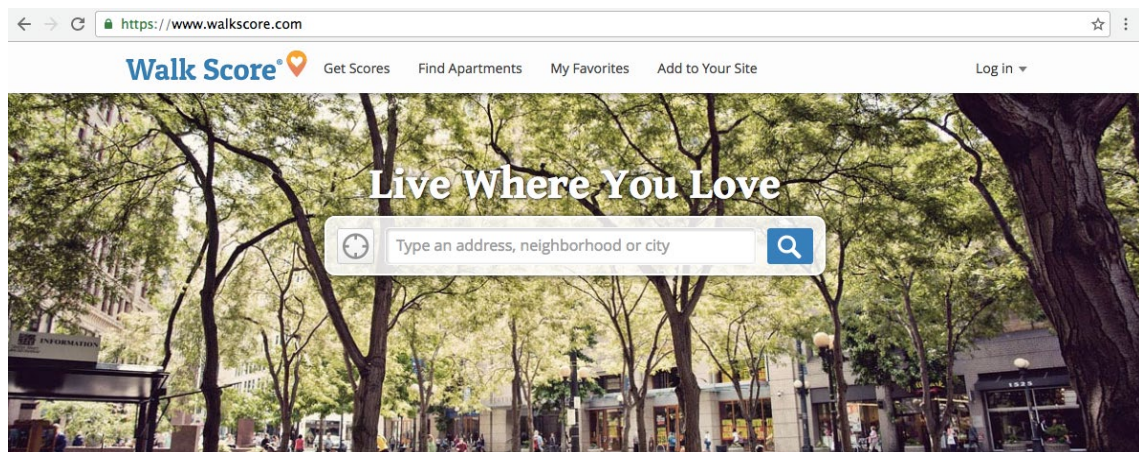 https://www.walkscore.com
Walk Score® Get Scores Find Apartments My Favorites Add to Your Site Log in
Live Where You Love
Type an address, neighborhood or city
INFORMATION
1525